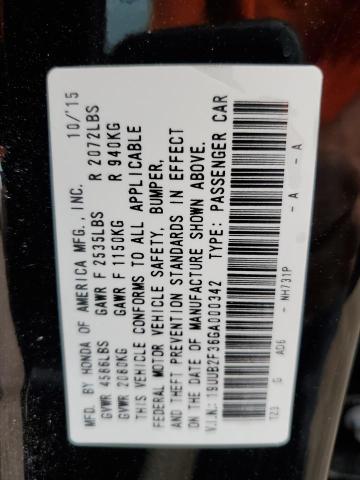 MFD. BY HONDA OF AMERICA MFG., INC. 10/'15
GVWR 4586LBS GAWR F 2535LBS R 2072LBS
GVWR 2080KG GAWR F 1150KG R 940KG
THIS VEHICLE CONFORMS TO ALL APPLICABLE
FEDERAL MOTOR VEHICLE SAFETY, BUMPER,
AND THEFT PREVENTION STANDARDS IN EFFECT
ON THE DATE OF MANUFACTURE SHOWN ABOVE.
V.I.N.: 19UUB2F36GA000342 TYPE: PASSENGER CAR
TZ3 G AD6 - NH731P - A - A